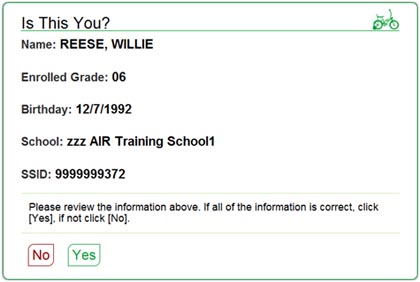 Is This You?
Name: REESE, WILLIE
Enrolled Grade: 06
Birthday: 12/7/1992
School: zzz AIR Training School1
SSID: 9999999372
Please review the information above. If all of the information is correct, click
[Yes], if not click [No].
No Yes